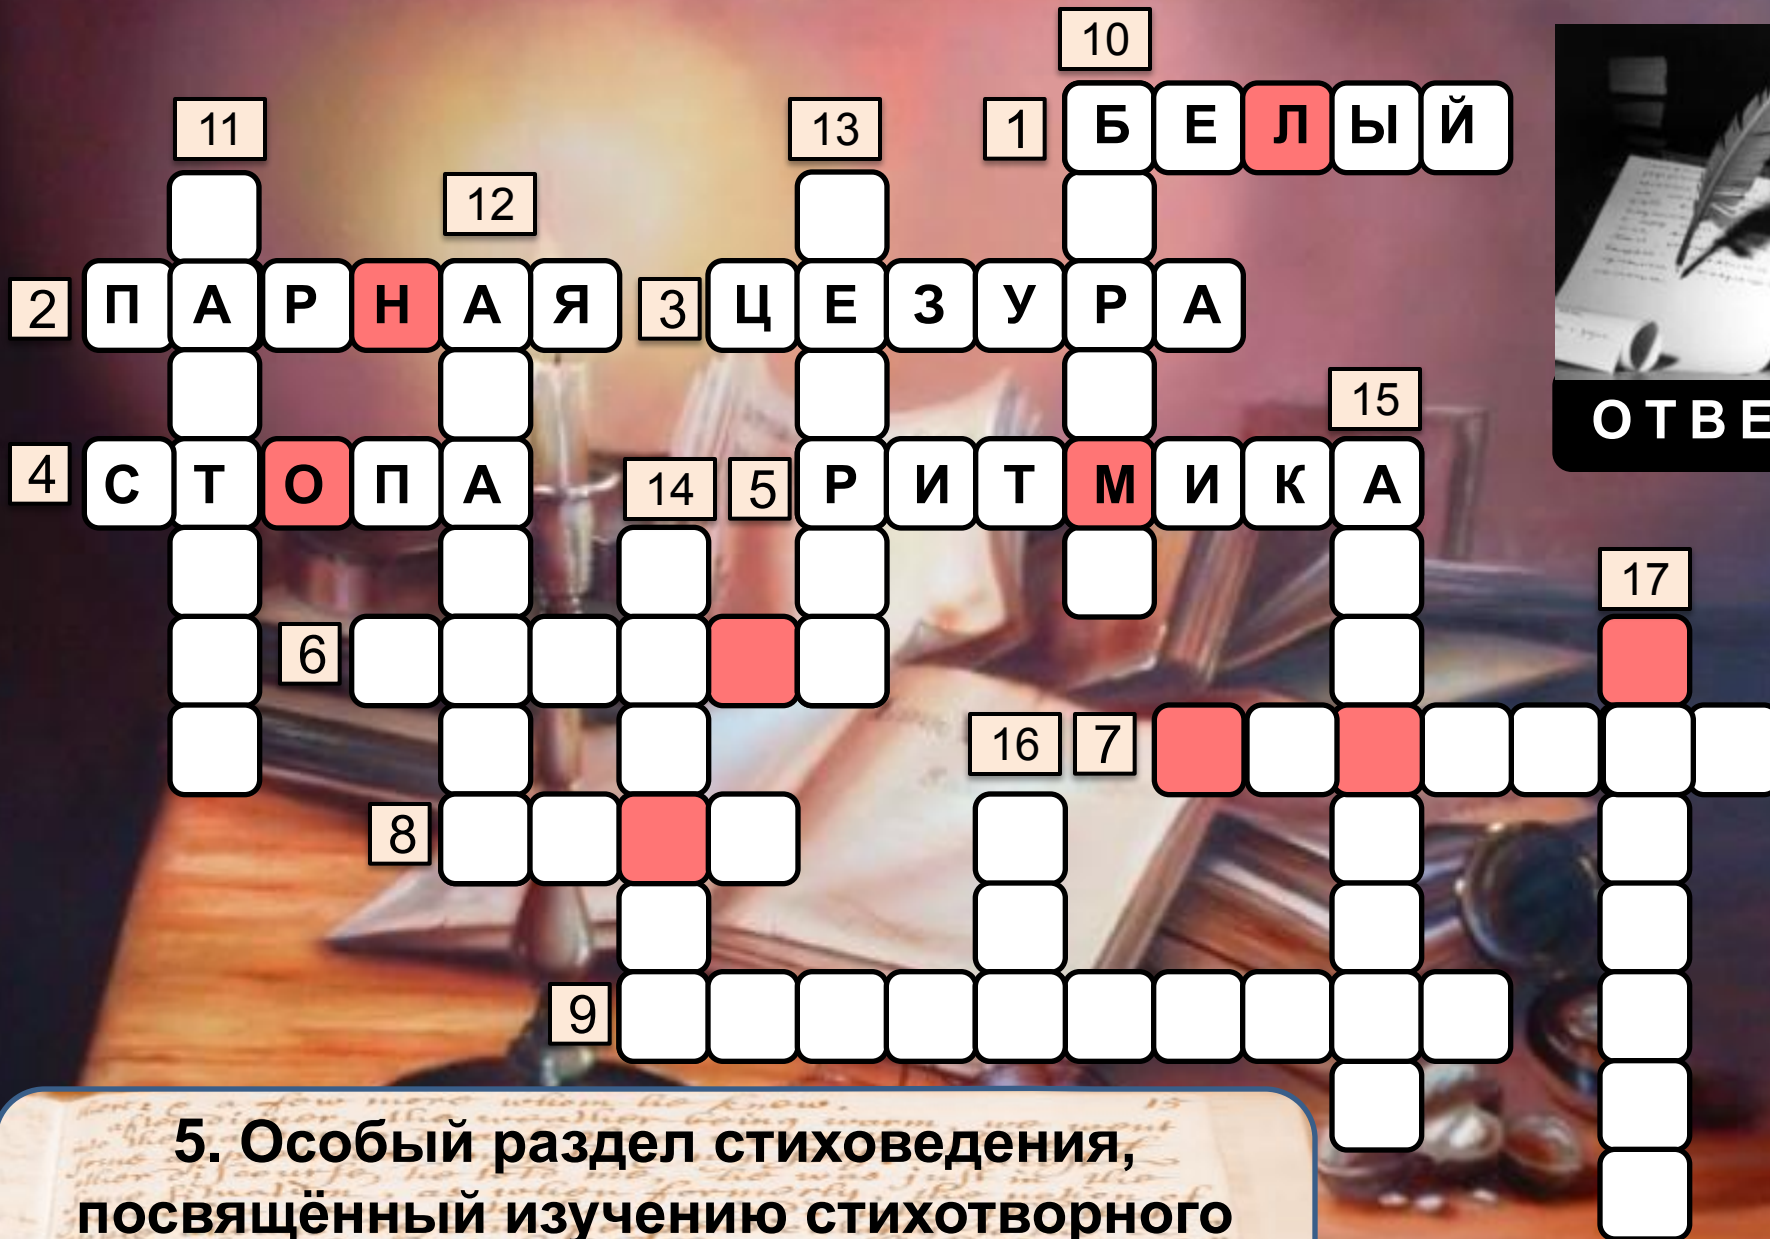 10
11
13
1 БЕЛЫЙ
12
2 ПАРНАЯ 3 ЦЕЗУРА
15
ОТВЕ
4 СТОПА 14 5 РИТМИКА
17
6
16 7
8
9
5. Особый раздел стиховедения,
посвящённый изучению стихотворного